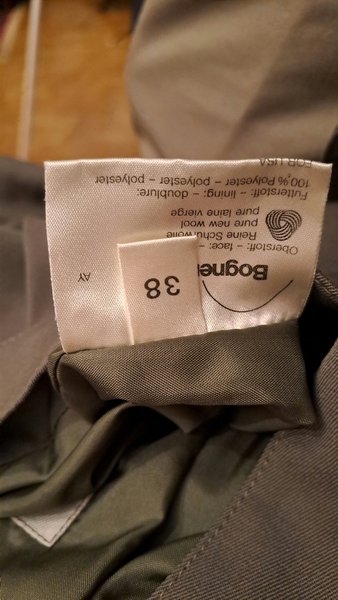 Bogner
38
Oberstoff – face: –
Reine Schurwolle
pure new wool
pure laine vierge
AY
Futterstoff – lining – doublure:
100% Polyester – polyester – polyester
FOR USA